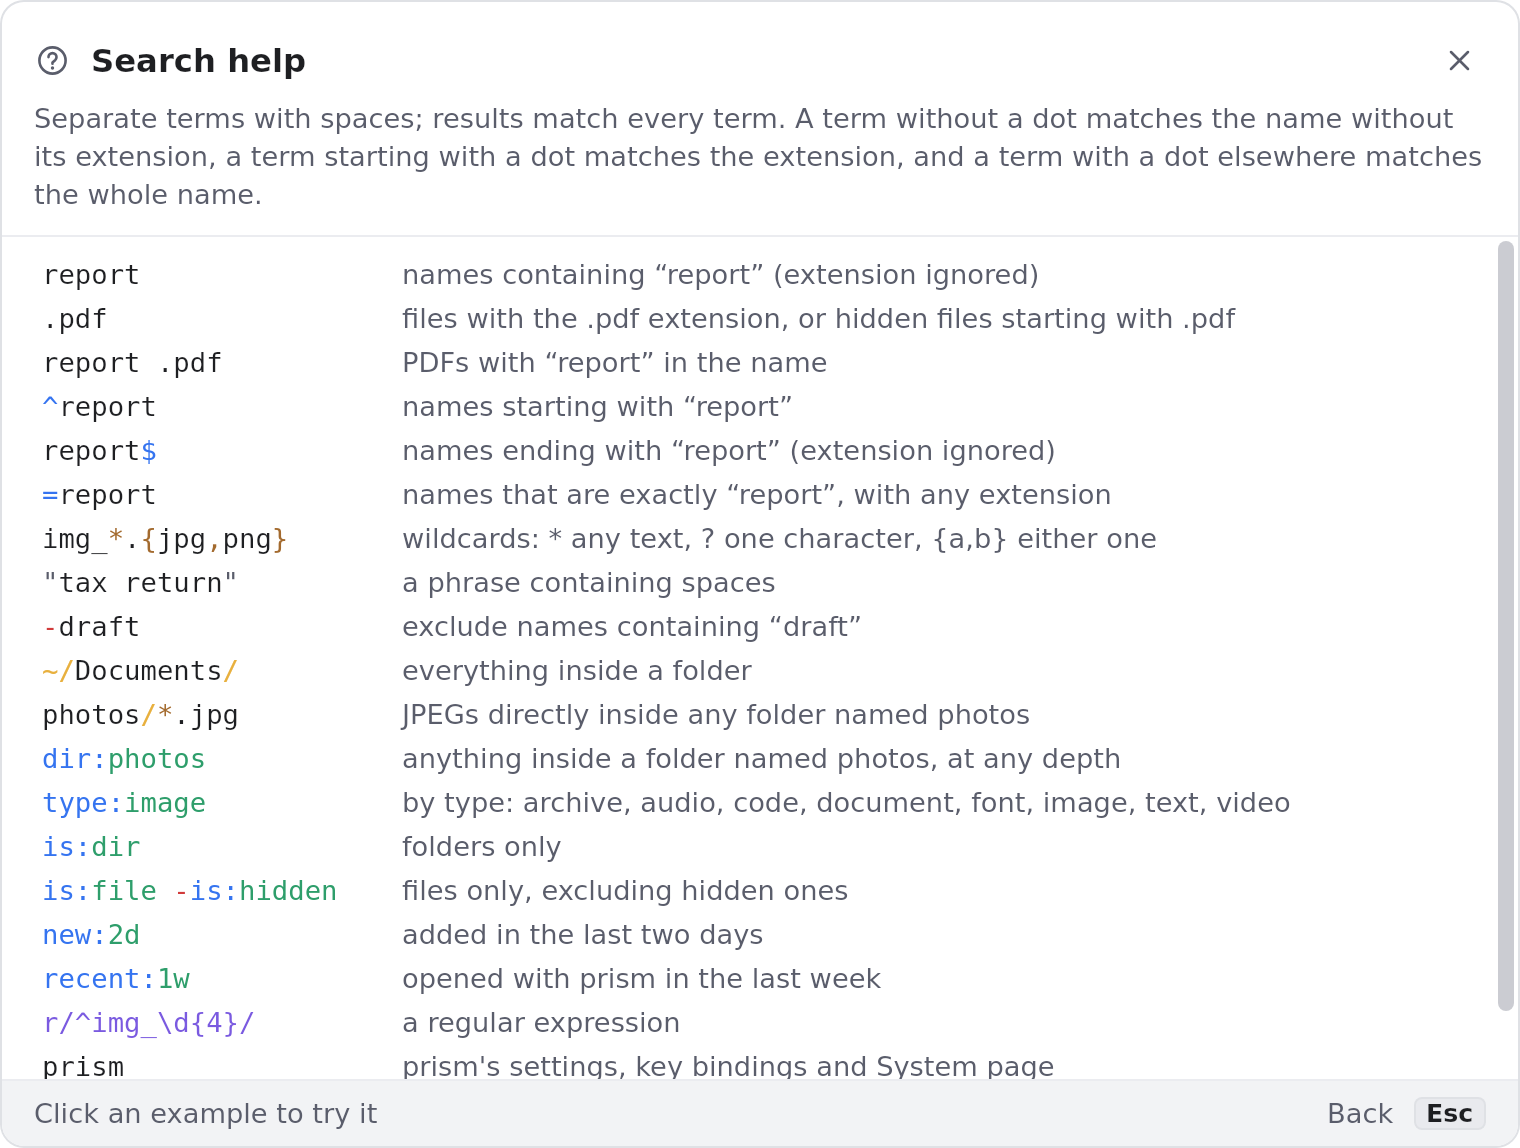 Search help
Separate terms with spaces; results match every term. A term without a dot matches the name without
its extension, a term starting with a dot matches the extension, and a term with a dot elsewhere matches
the whole name.
report names containing “report” (extension ignored)
.pdf files with the .pdf extension, or hidden files starting with .pdf
report .pdf PDFs with “report” in the name
^report names starting with “report”
report$ names ending with “report” (extension ignored)
=report names that are exactly “report”, with any extension
img_*.{jpg,png} wildcards: * any text, ? one character, {a,b} either one
"tax return" a phrase containing spaces
-draft exclude names containing “draft”
~/Documents/ everything inside a folder
photos/*.jpg JPEGs directly inside any folder named photos
dir:photos anything inside a folder named photos, at any depth
type:image by type: archive, audio, code, document, font, image, text, video
is:dir folders only
is:file -is:hidden files only, excluding hidden ones
new:2d added in the last two days
recent:1w opened with prism in the last week
r/^img_\d{4}/ a regular expression
prism prism's settings, key bindings and System page
Click an example to try it Back Esc